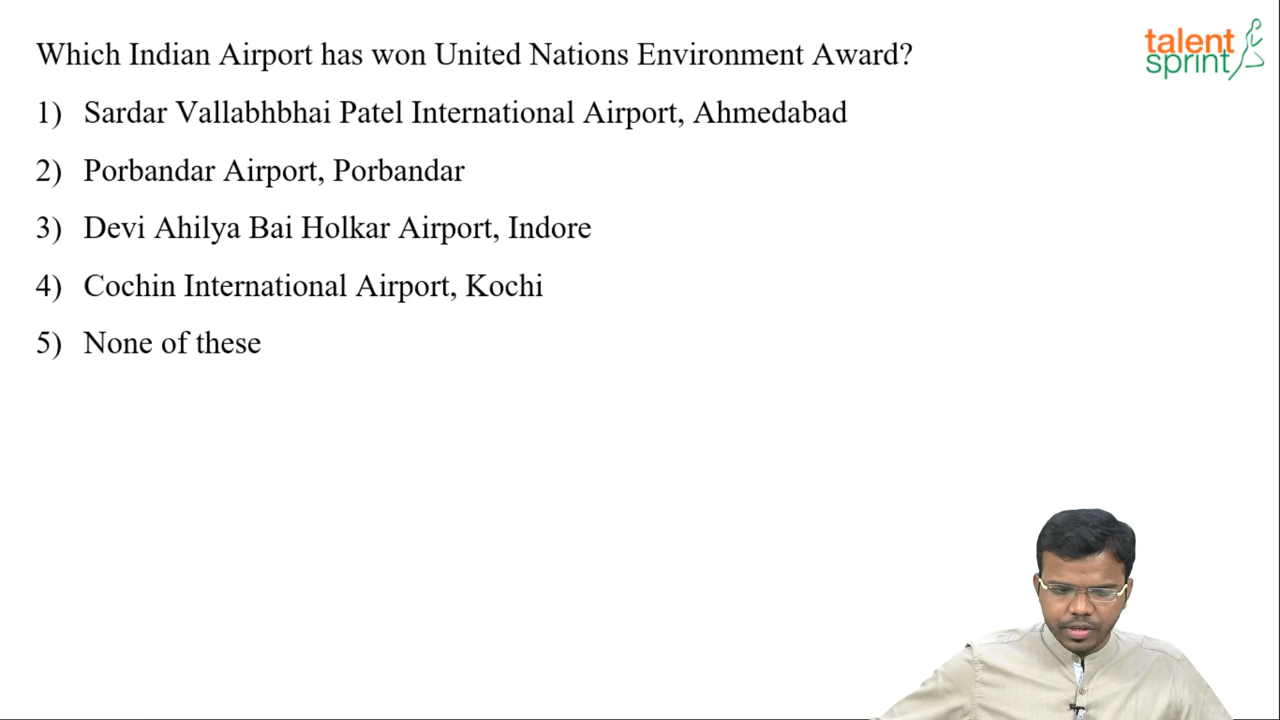 Which Indian Airport has won United Nations Environment Award?
talent
sprint
1) Sardar Vallabhbhai Patel International Airport, Ahmedabad
2) Porbandar Airport, Porbandar
3) Devi Ahilya Bai Holkar Airport, Indore
4) Cochin International Airport, Kochi
5) None of these